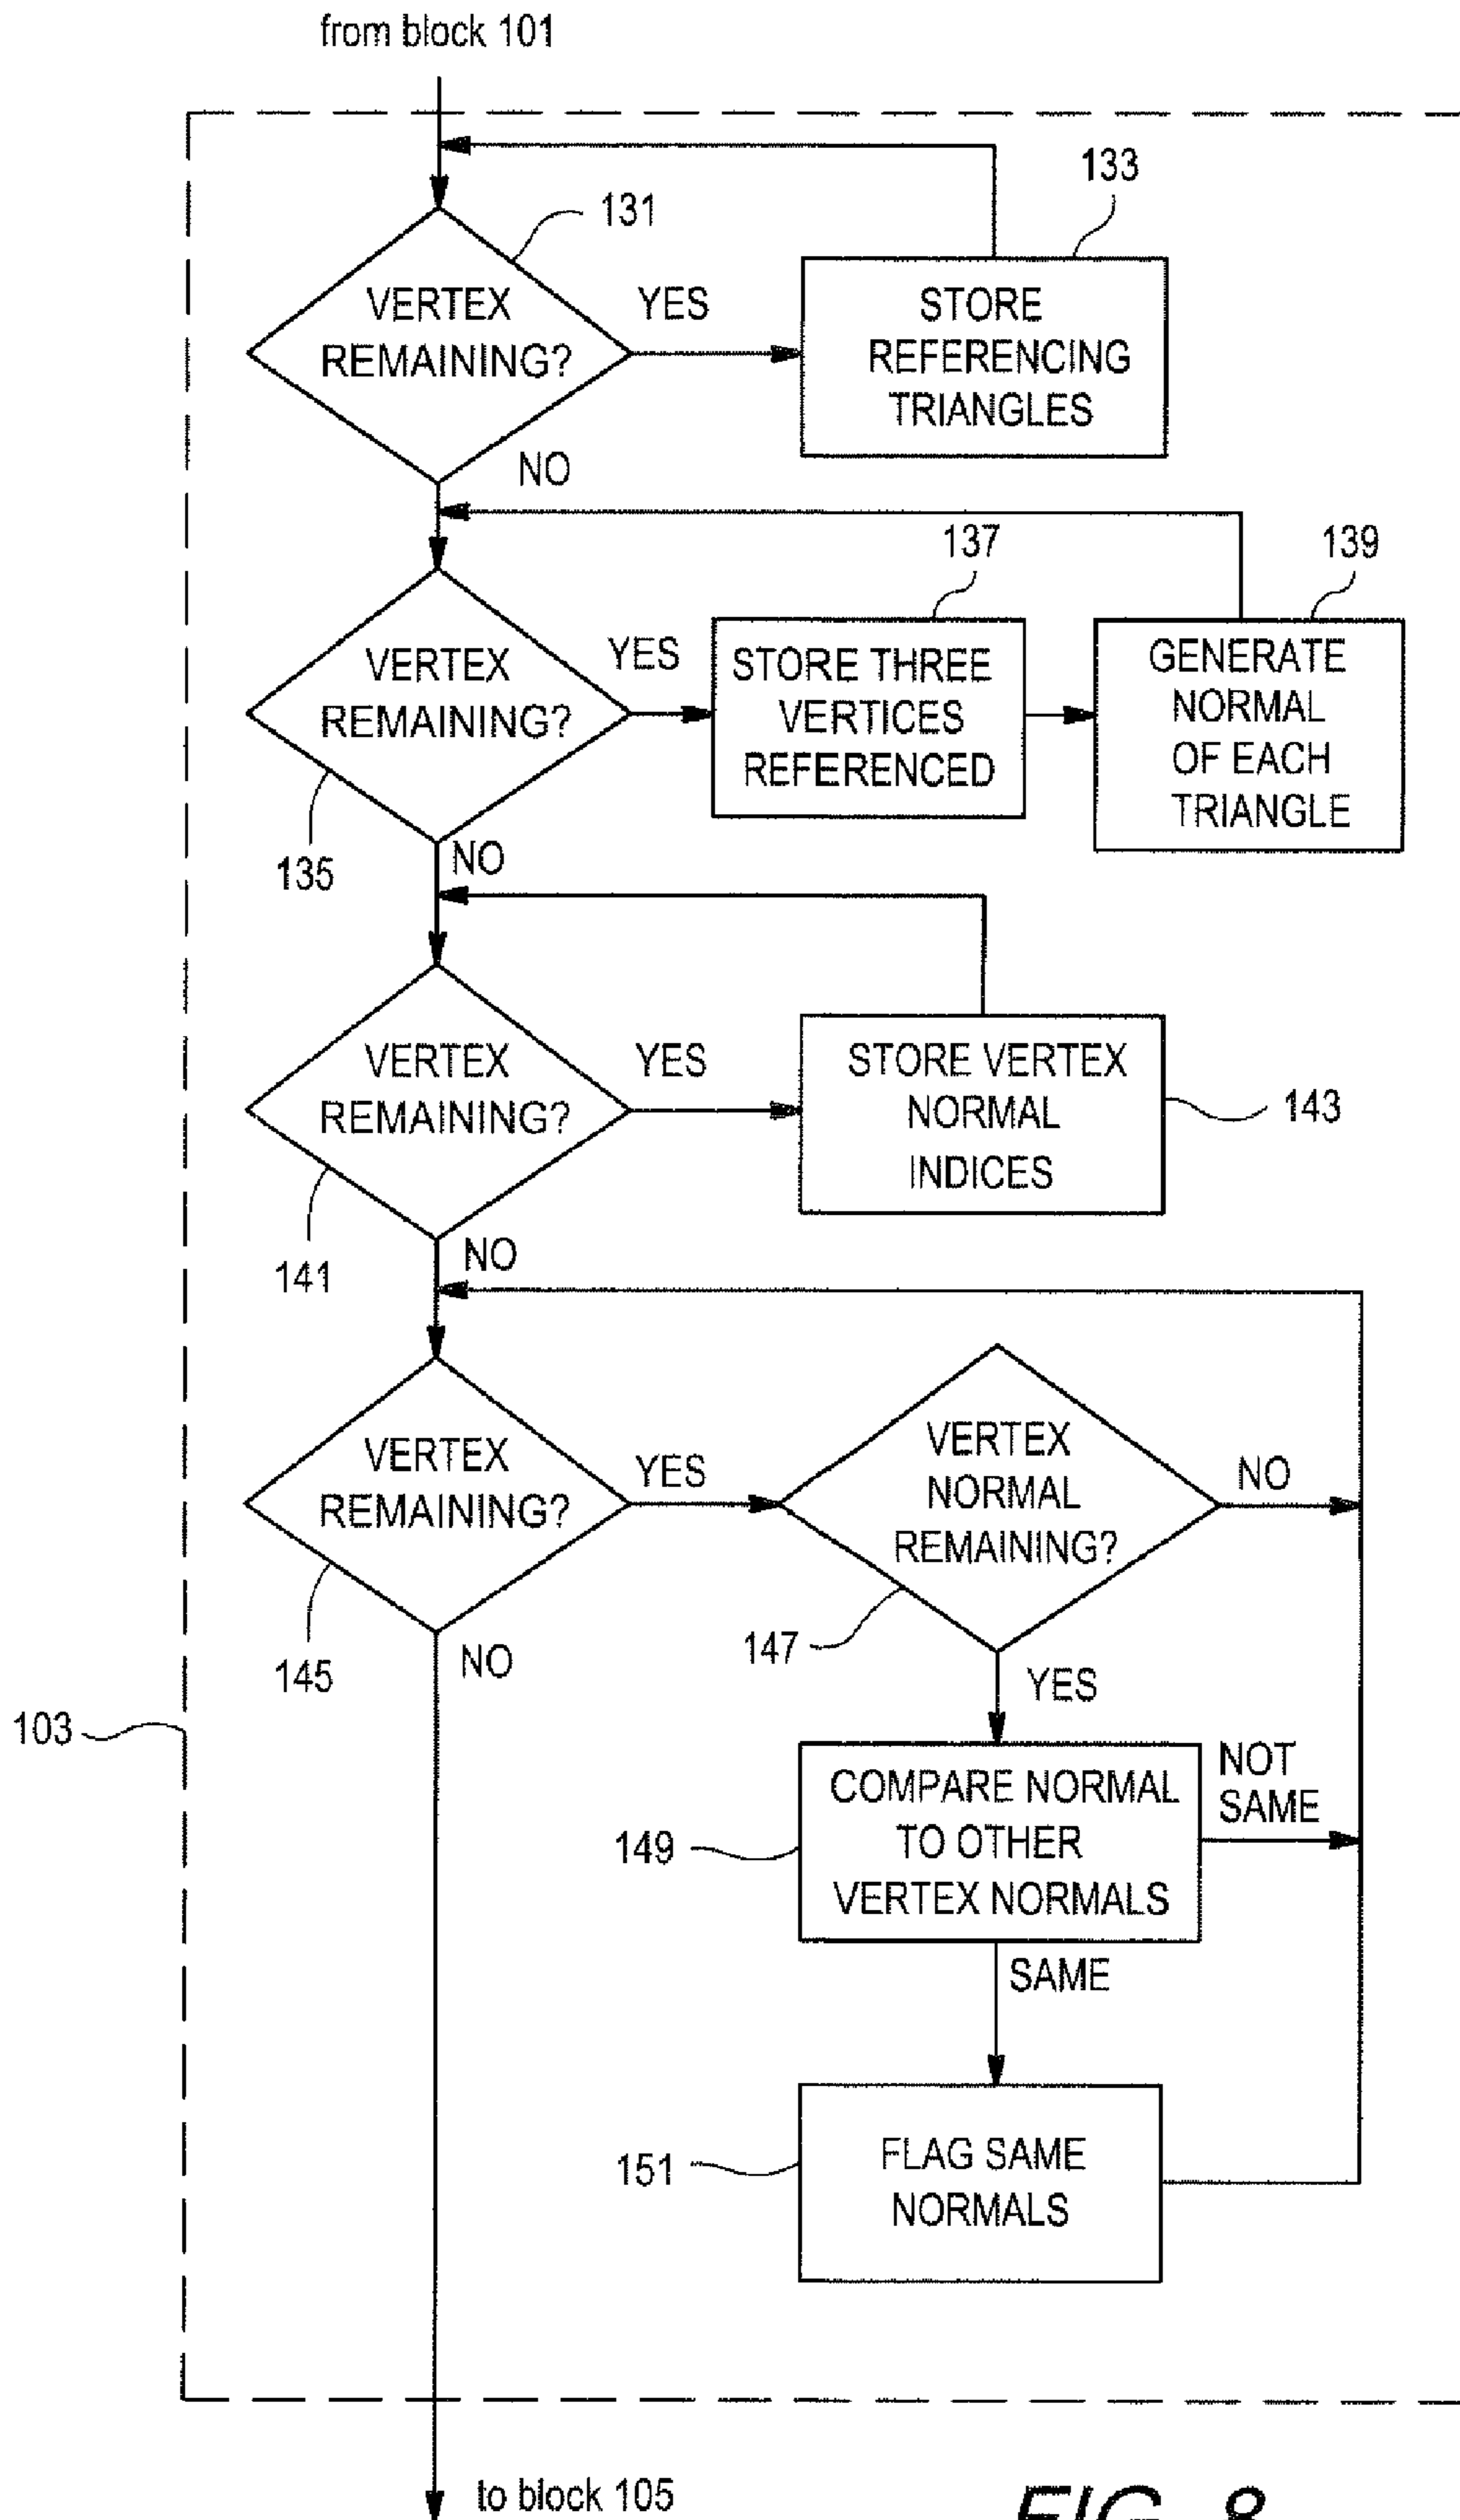 from block 101
131
133
VERTEX
REMAINING?
YES
STORE
REFERENCING
TRIANGLES
NO
137
139
VERTEX
REMAINING?
YES
STORE THREE
VERTICES
REFERENCED
GENERATE
NORMAL
OF EACH
TRIANGLE
135
NO
VERTEX
REMAINING?
YES
STORE VERTEX
NORMAL
INDICES
143
141
NO
VERTEX
REMAINING?
YES
VERTEX
NORMAL
REMAINING?
NO
145
NO
147
YES
103
COMPARE NORMAL
TO OTHER
VERTEX NORMALS
NOT
SAME
149
SAME
151
FLAG SAME
NORMALS
to block 105
FIG. 8